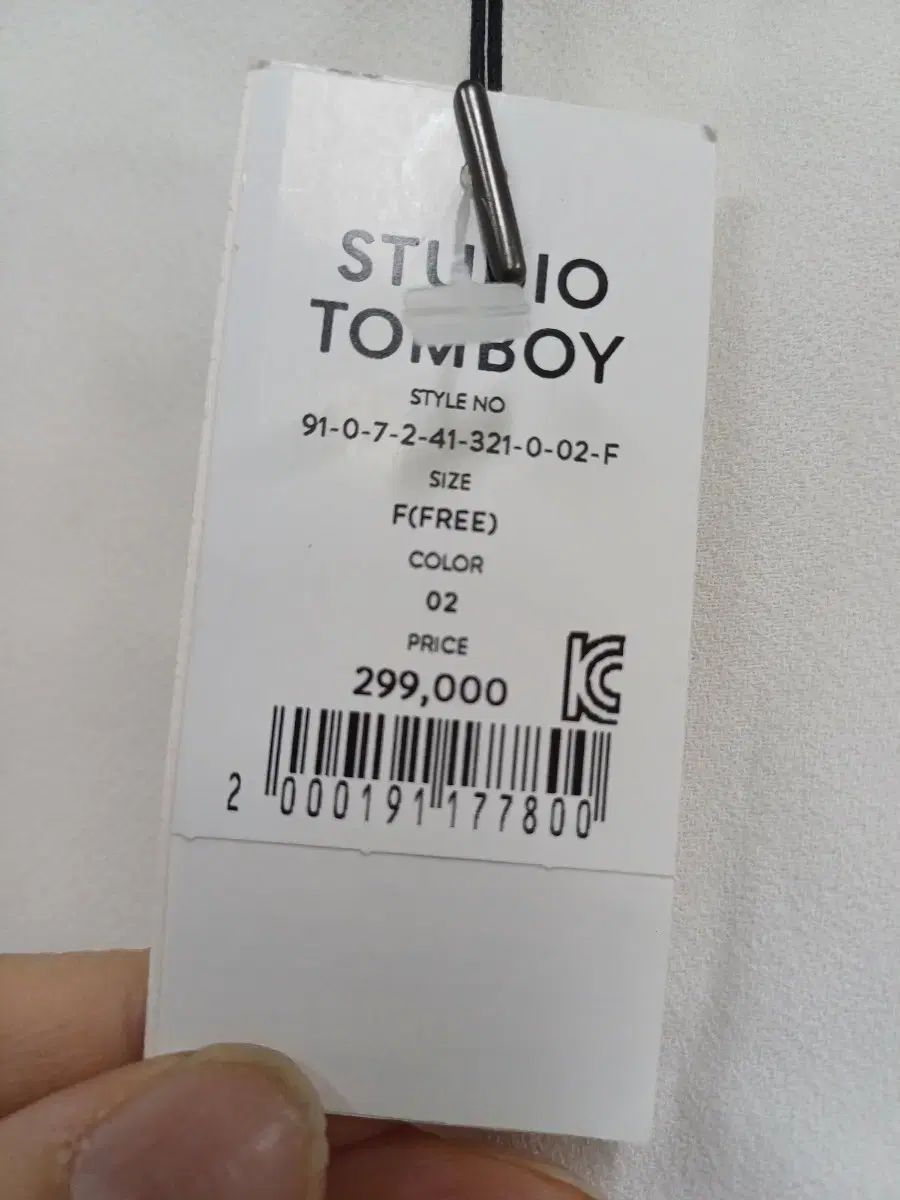 STUDIO
TOMBOY
STYLE NO
91-0-7-2-41-321-0-02-F
SIZE
F(FREE)
COLOR
02
PRICE
299,000
KC
2 000191 177800